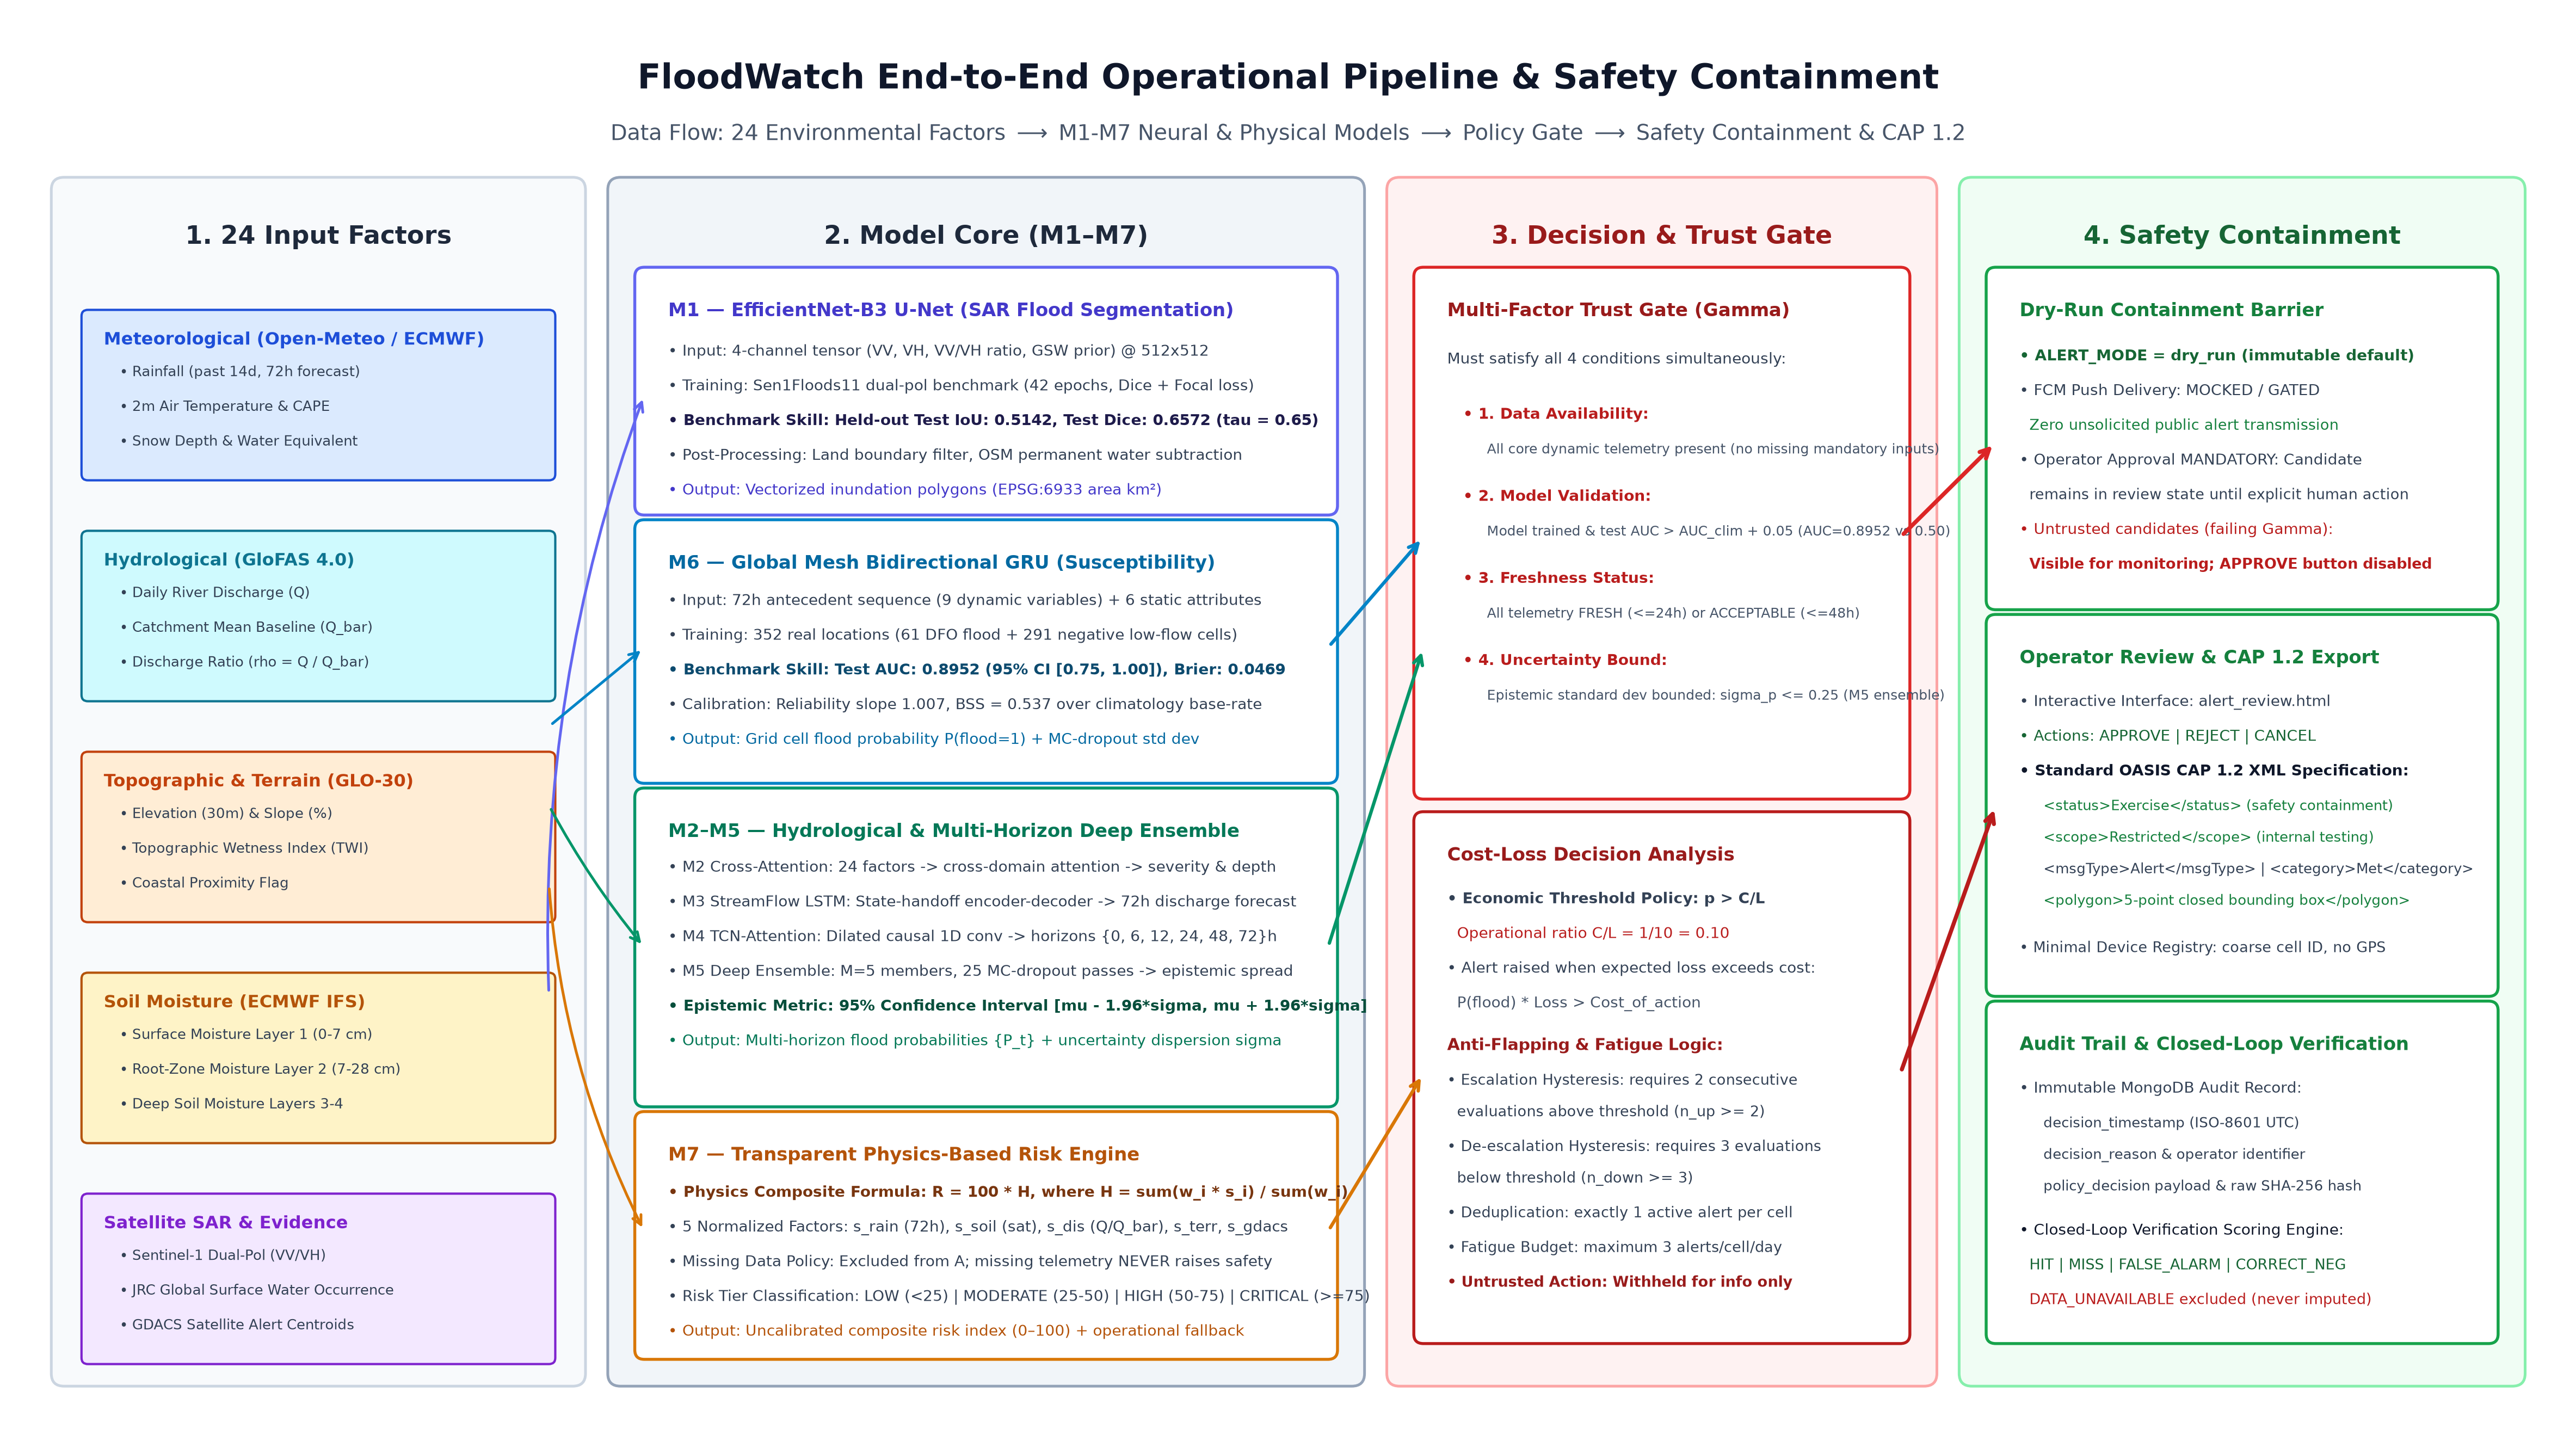 FloodWatch End-to-End Operational Pipeline & Safety Containment
Data Flow: 24 Environmental Factors ⟶ M1-M7 Neural & Physical Models ⟶ Policy Gate ⟶ Safety Containment & CAP 1.2
1. 24 Input Factors
Meteorological (Open-Meteo / ECMWF)
• Rainfall (past 14d, 72h forecast)
• 2m Air Temperature & CAPE
• Snow Depth & Water Equivalent
Hydrological (GloFAS 4.0)
• Daily River Discharge (Q)
• Catchment Mean Baseline (Q_bar)
• Discharge Ratio (rho = Q / Q_bar)
Topographic & Terrain (GLO-30)
• Elevation (30m) & Slope (%)
• Topographic Wetness Index (TWI)
• Coastal Proximity Flag
Soil Moisture (ECMWF IFS)
• Surface Moisture Layer 1 (0-7 cm)
• Root-Zone Moisture Layer 2 (7-28 cm)
• Deep Soil Moisture Layers 3-4
Satellite SAR & Evidence
• Sentinel-1 Dual-Pol (VV/VH)
• JRC Global Surface Water Occurrence
• GDACS Satellite Alert Centroids
2. Model Core (M1–M7)
M1 — EfficientNet-B3 U-Net (SAR Flood Segmentation)
• Input: 4-channel tensor (VV, VH, VV/VH ratio, GSW prior) @ 512x512
• Training: Sen1Floods11 dual-pol benchmark (42 epochs, Dice + Focal loss)
• Benchmark Skill: Held-out Test IoU: 0.5142, Test Dice: 0.6572 (tau = 0.65)
• Post-Processing: Land boundary filter, OSM permanent water subtraction
• Output: Vectorized inundation polygons (EPSG:6933 area km²)
M6 — Global Mesh Bidirectional GRU (Susceptibility)
• Input: 72h antecedent sequence (9 dynamic variables) + 6 static attributes
• Training: 352 real locations (61 DFO flood + 291 negative low-flow cells)
• Benchmark Skill: Test AUC: 0.8952 (95% CI [0.75, 1.00]), Brier: 0.0469
• Calibration: Reliability slope 1.007, BSS = 0.537 over climatology base-rate
• Output: Grid cell flood probability P(flood=1) + MC-dropout std dev
M2–M5 — Hydrological & Multi-Horizon Deep Ensemble
• M2 Cross-Attention: 24 factors -> cross-domain attention -> severity & depth
• M3 StreamFlow LSTM: State-handoff encoder-decoder -> 72h discharge forecast
• M4 TCN-Attention: Dilated causal 1D conv -> horizons {0, 6, 12, 24, 48, 72}h
• M5 Deep Ensemble: M=5 members, 25 MC-dropout passes -> epistemic spread
• Epistemic Metric: 95% Confidence Interval [mu - 1.96*sigma, mu + 1.96*sigma]
• Output: Multi-horizon flood probabilities {P_t} + uncertainty dispersion sigma
M7 — Transparent Physics-Based Risk Engine
• Physics Composite Formula: R = 100 * H, where H = sum(w_i * s_i) / sum(w_i)
• 5 Normalized Factors: s_rain (72h), s_soil (sat), s_dis (Q/Q_bar), s_terr, s_gdacs
• Missing Data Policy: Excluded from A; missing telemetry NEVER raises safety
• Risk Tier Classification: LOW (<25) | MODERATE (25-50) | HIGH (50-75) | CRITICAL (>=75)
• Output: Uncalibrated composite risk index (0–100) + operational fallback
3. Decision & Trust Gate
Multi-Factor Trust Gate (Gamma)
Must satisfy all 4 conditions simultaneously:
• 1. Data Availability:
All core dynamic telemetry present (no missing mandatory inputs)
• 2. Model Validation:
Model trained & test AUC > AUC_clim + 0.05 (AUC=0.8952 vs 0.50)
• 3. Freshness Status:
All telemetry FRESH (<=24h) or ACCEPTABLE (<=48h)
• 4. Uncertainty Bound:
Epistemic standard dev bounded: sigma_p <= 0.25 (M5 ensemble)
Cost-Loss Decision Analysis
• Economic Threshold Policy: p > C/L
Operational ratio C/L = 1/10 = 0.10
• Alert raised when expected loss exceeds cost:
P(flood) * Loss > Cost_of_action
Anti-Flapping & Fatigue Logic:
• Escalation Hysteresis: requires 2 consecutive
evaluations above threshold (n_up >= 2)
• De-escalation Hysteresis: requires 3 evaluations
below threshold (n_down >= 3)
• Deduplication: exactly 1 active alert per cell
• Fatigue Budget: maximum 3 alerts/cell/day
• Untrusted Action: Withheld for info only
4. Safety Containment
Dry-Run Containment Barrier
• ALERT_MODE = dry_run (immutable default)
• FCM Push Delivery: MOCKED / GATED
Zero unsolicited public alert transmission
• Operator Approval MANDATORY: Candidate
remains in review state until explicit human action
• Untrusted candidates (failing Gamma):
Visible for monitoring; APPROVE button disabled
Operator Review & CAP 1.2 Export
• Interactive Interface: alert_review.html
• Actions: APPROVE | REJECT | CANCEL
• Standard OASIS CAP 1.2 XML Specification:
<status>Exercise</status> (safety containment)
<scope>Restricted</scope> (internal testing)
<msgType>Alert</msgType> | <category>Met</category>
<polygon>5-point closed bounding box</polygon>
• Minimal Device Registry: coarse cell ID, no GPS
Audit Trail & Closed-Loop Verification
• Immutable MongoDB Audit Record:
decision_timestamp (ISO-8601 UTC)
decision_reason & operator identifier
policy_decision payload & raw SHA-256 hash
• Closed-Loop Verification Scoring Engine:
HIT | MISS | FALSE_ALARM | CORRECT_NEG
DATA_UNAVAILABLE excluded (never imputed)